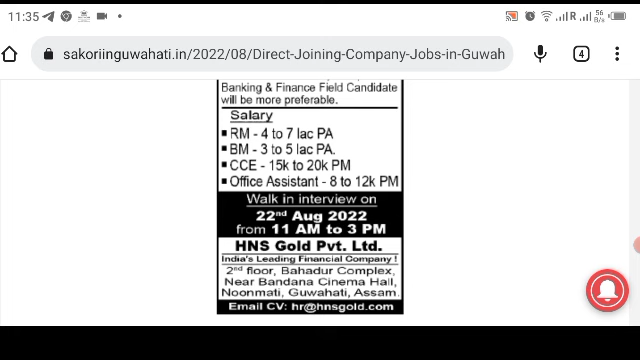 11:35
R
56
B/s
sakoriinguwahati.in/2022/08/Direct-Joining-Company-Jobs-in-Guwah
4
Banking & Finance Field Candidate
will be more preferable.
Salary
▪ RM - 4 to 7 lac PA
▪ BM - 3 to 5 lac PA.
▪ CCE - 15k to 20k PM
▪ Office Assistant - 8 to 12k PM
Walk in interview on
22nd Aug 2022
from 11 AM to 3 PM
HNS Gold Pvt. Ltd.
India's Leading Financial Company !
2nd floor, Bahadur Complex,
Near Bandana Cinema Hall,
Noonmati, Guwahati, Assam.
Email CV: hr@hnsgold.com